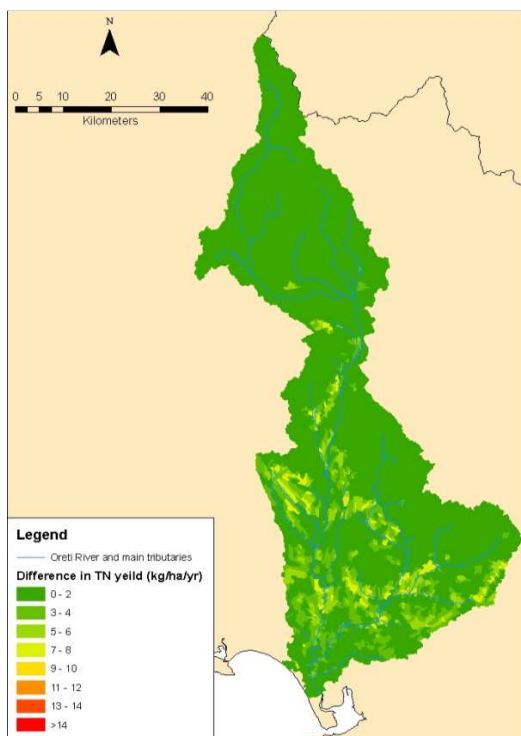 N
0 5 10 20 30 40
Kilometers
Legend
Oreti River and main tributaries
Difference in TN yeild (kg/ha/yr)
0 - 2
3 - 4
5 - 6
7 - 8
9 - 10
11 - 12
13 - 14
>14